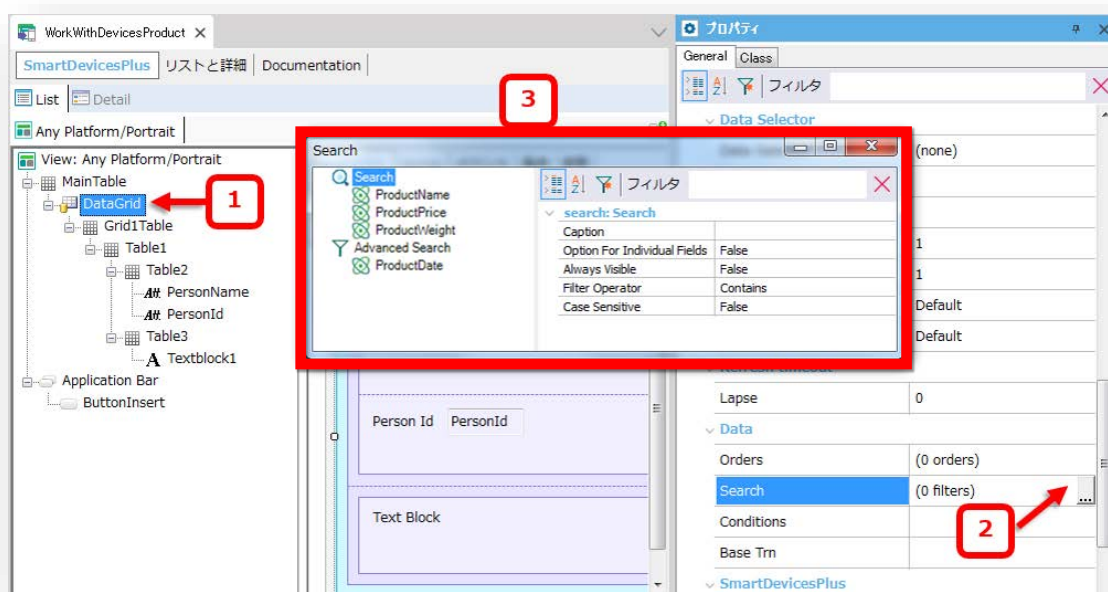 WorkWithDevicesProduct
SmartDevicesPlus リストと詳細 Documentation
List Detail
Any Platform/Portrait
View: Any Platform/Portrait
MainTable
DataGrid
Grid1Table
Table1
Table2
PersonName
PersonId
Table3
Textblock1
Application Bar
ButtonInsert
1
3
Search
Search
ProductName
ProductPrice
ProductWeight
Advanced Search
ProductDate
フィルタ
search: Search
Caption
Option For Individual Fields False
Always Visible False
Filter Operator Contains
Case Sensitive False
Person Id PersonId
Text Block
プロパティ
General Class
フィルタ
Data Selector
(none)
1
1
Default
Default
Lapse 0
Data
Orders (0 orders)
Search (0 filters) ...
Conditions
2
Base Trn
SmartDevicesPlus